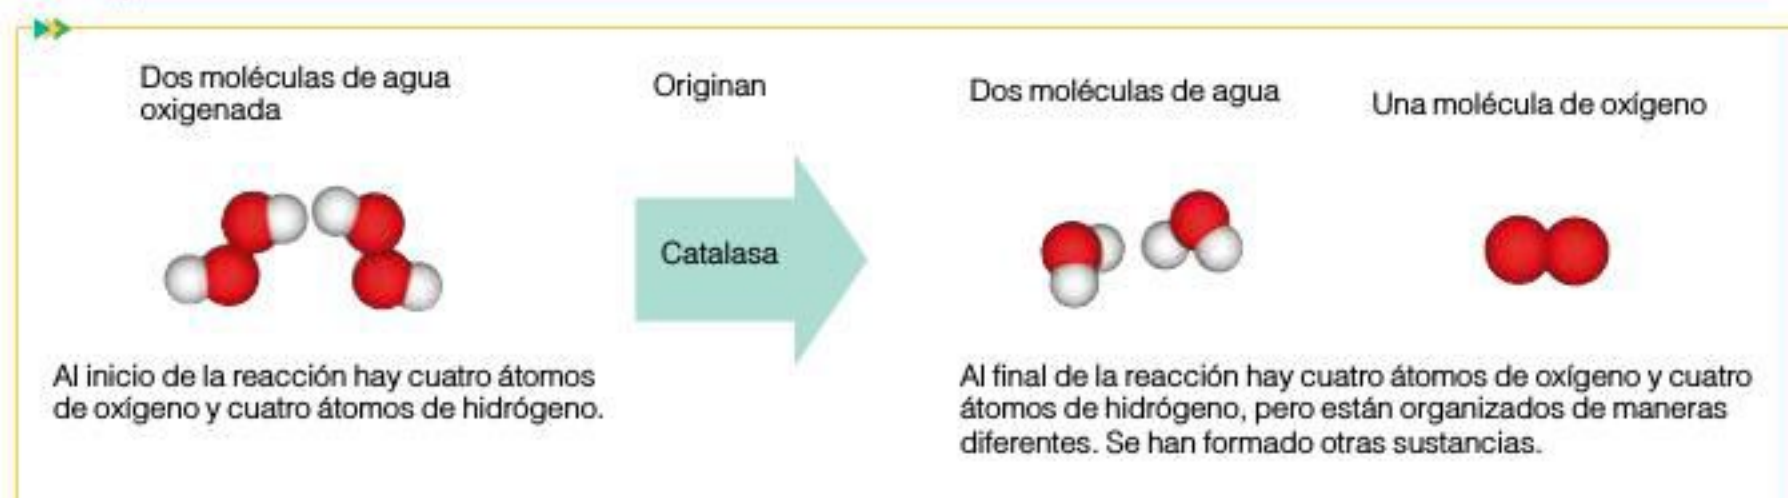 Dos moléculas de agua
oxigenada
Originan
Dos moléculas de agua
Una molécula de oxígeno
Catalasa
Al inicio de la reacción hay cuatro átomos
de oxígeno y cuatro átomos de hidrógeno.
Al final de la reacción hay cuatro átomos de oxígeno y cuatro
átomos de hidrógeno, pero están organizados de maneras
diferentes. Se han formado otras sustancias.